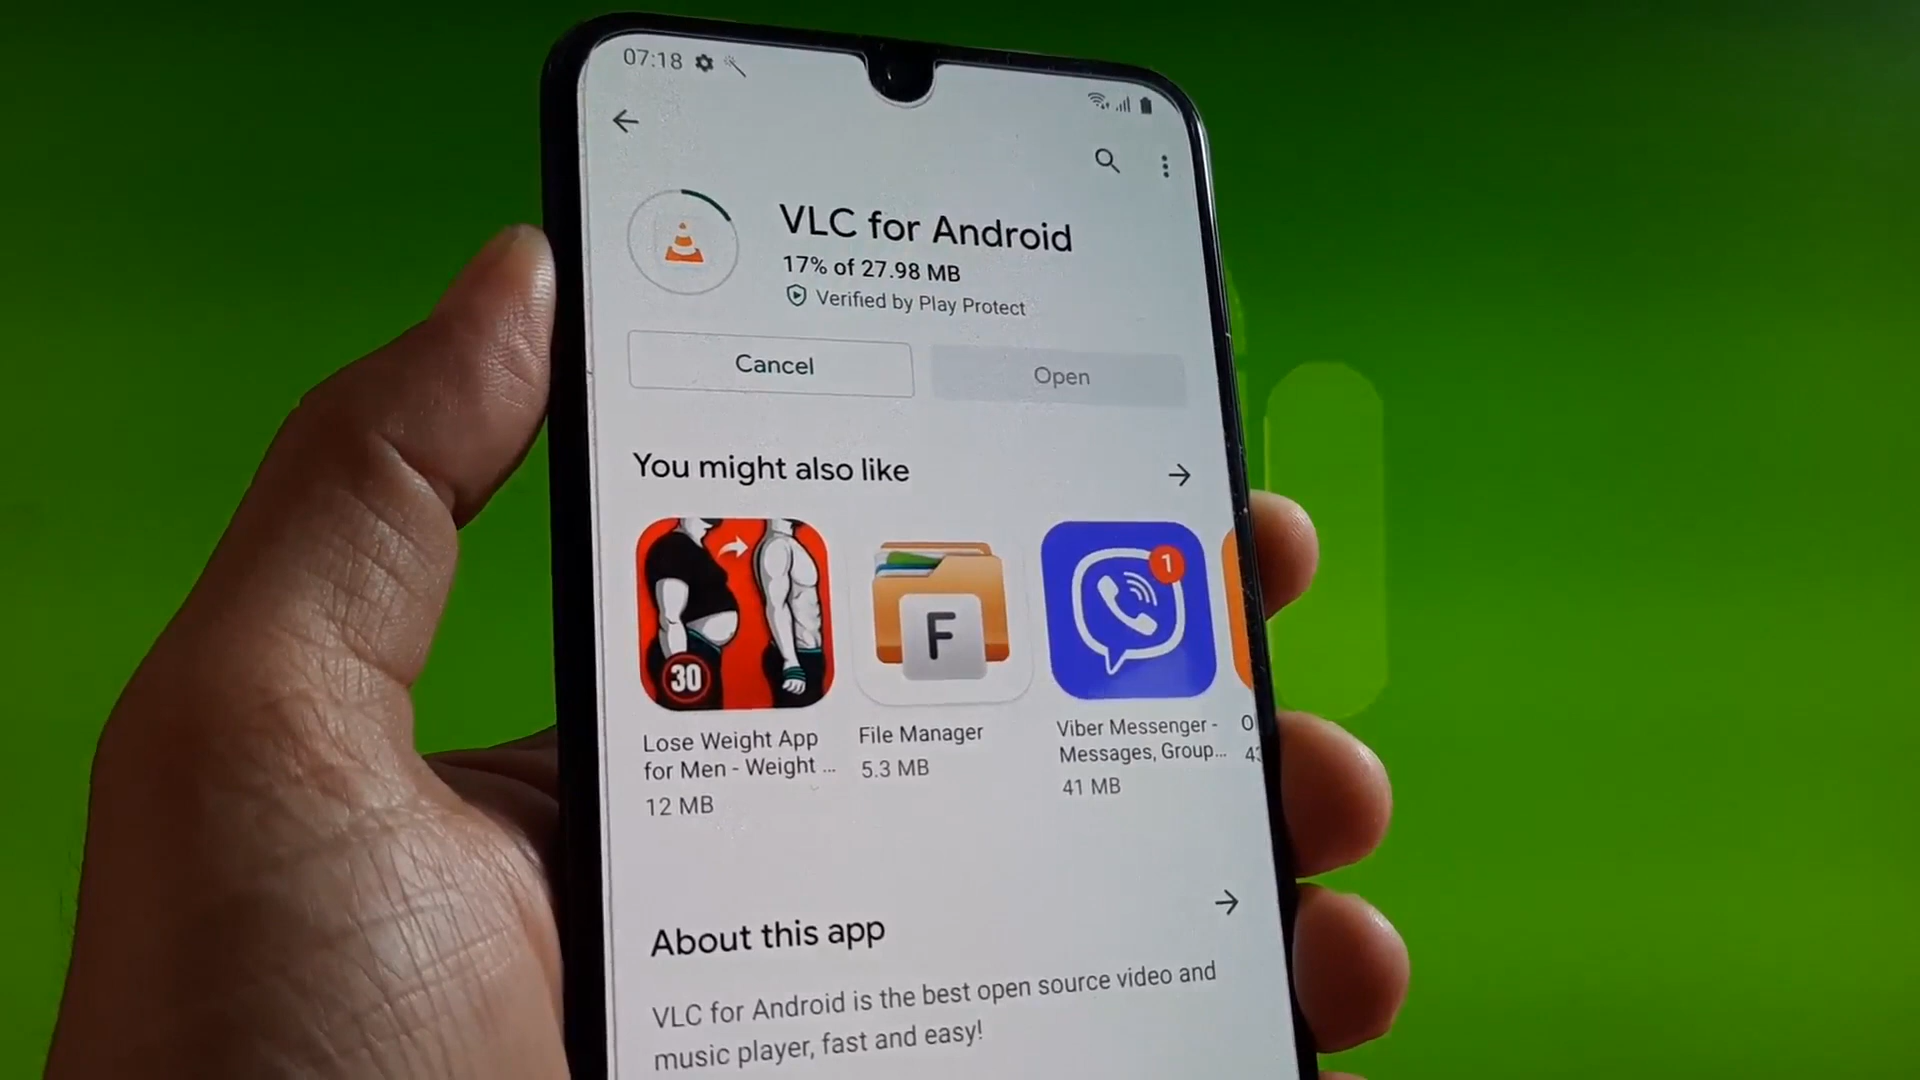 07:18
VLC for Android
17% of 27.98 MB
Verified by Play Protect
Cancel
Open
You might also like
30
F
1
Lose Weight App
for Men - Weight ...
12 MB
File Manager
5.3 MB
Viber Messenger -
Messages, Group...
41 MB
About this app
VLC for Android is the best open source video and
music player, fast and easy!